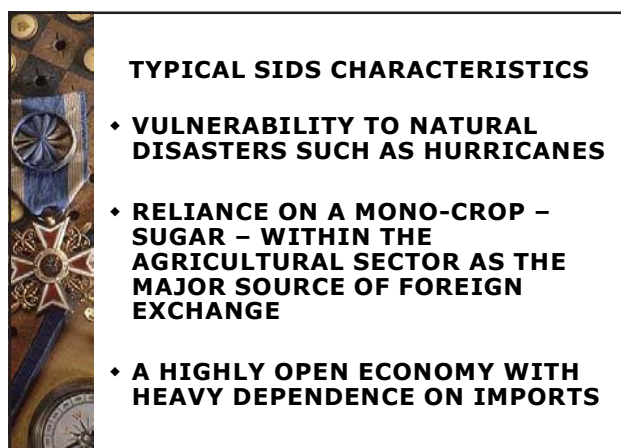 TYPICAL SIDS CHARACTERISTICS
◆ VULNERABILITY TO NATURAL
DISASTERS SUCH AS HURRICANES
◆ RELIANCE ON A MONO-CROP –
SUGAR – WITHIN THE
AGRICULTURAL SECTOR AS THE
MAJOR SOURCE OF FOREIGN
EXCHANGE
◆ A HIGHLY OPEN ECONOMY WITH
HEAVY DEPENDENCE ON IMPORTS